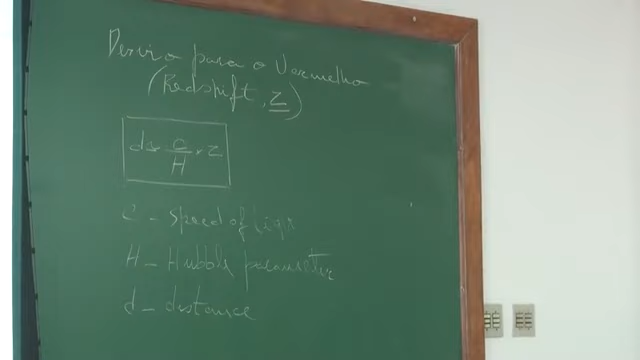 Desvio para o Vermelho
(Redshift, z)
d = c/H · z
c - speed of light
H - Hubble parameter
d - distance